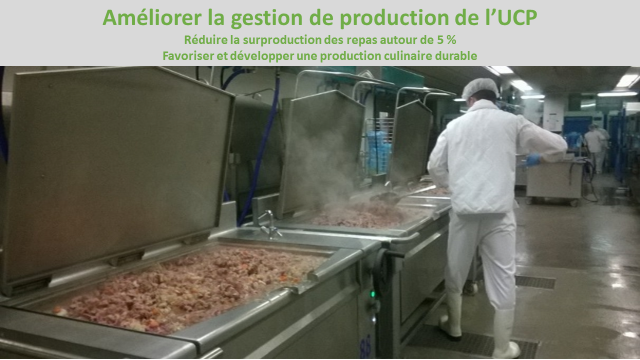 Améliorer la gestion de production de l’UCP
Réduire la surproduction des repas autour de 5 %
Favoriser et développer une production culinaire durable